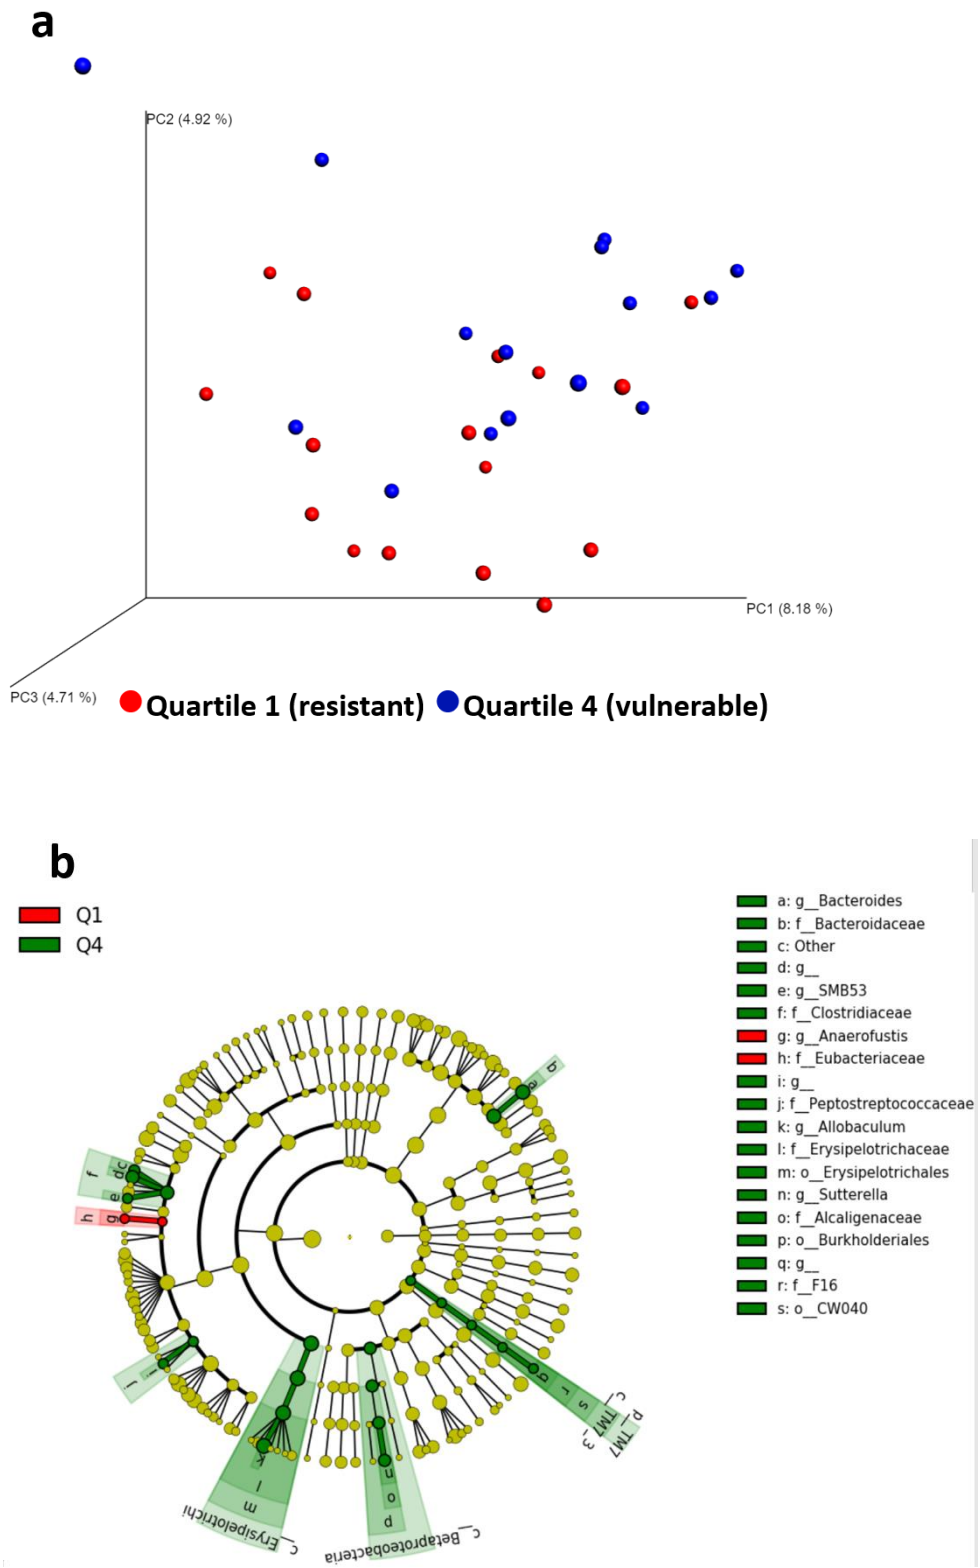 a
PC2 (4.92 %)
PC1 (8.18 %)
PC3 (4.71 %)
Quartile 1 (resistant) Quartile 4 (vulnerable)
b
Q1
Q4
a: g__Bacteroides
b: f__Bacteroidaceae
c: Other
d: g__
e: g__SMB53
f: f__Clostridiaceae
g: g__Anaerofustis
h: f__Eubacteriaceae
i: g__
j: f__Peptostreptococcaceae
k: g__Allobaculum
l: f__Erysipelotrichaceae
m: o__Erysipelotrichales
n: g__Sutterella
o: f__Alcaligenaceae
p: o__Burkholderiales
q: g__
r: f__F16
s: o__CW040
a
b
c
d
e
f
g
h
i
j
k
l
m
c__Erysipelotrichi
n
o
p
c__Betaproteobacteria
q
r
s
c__TM7_3
p__TM7